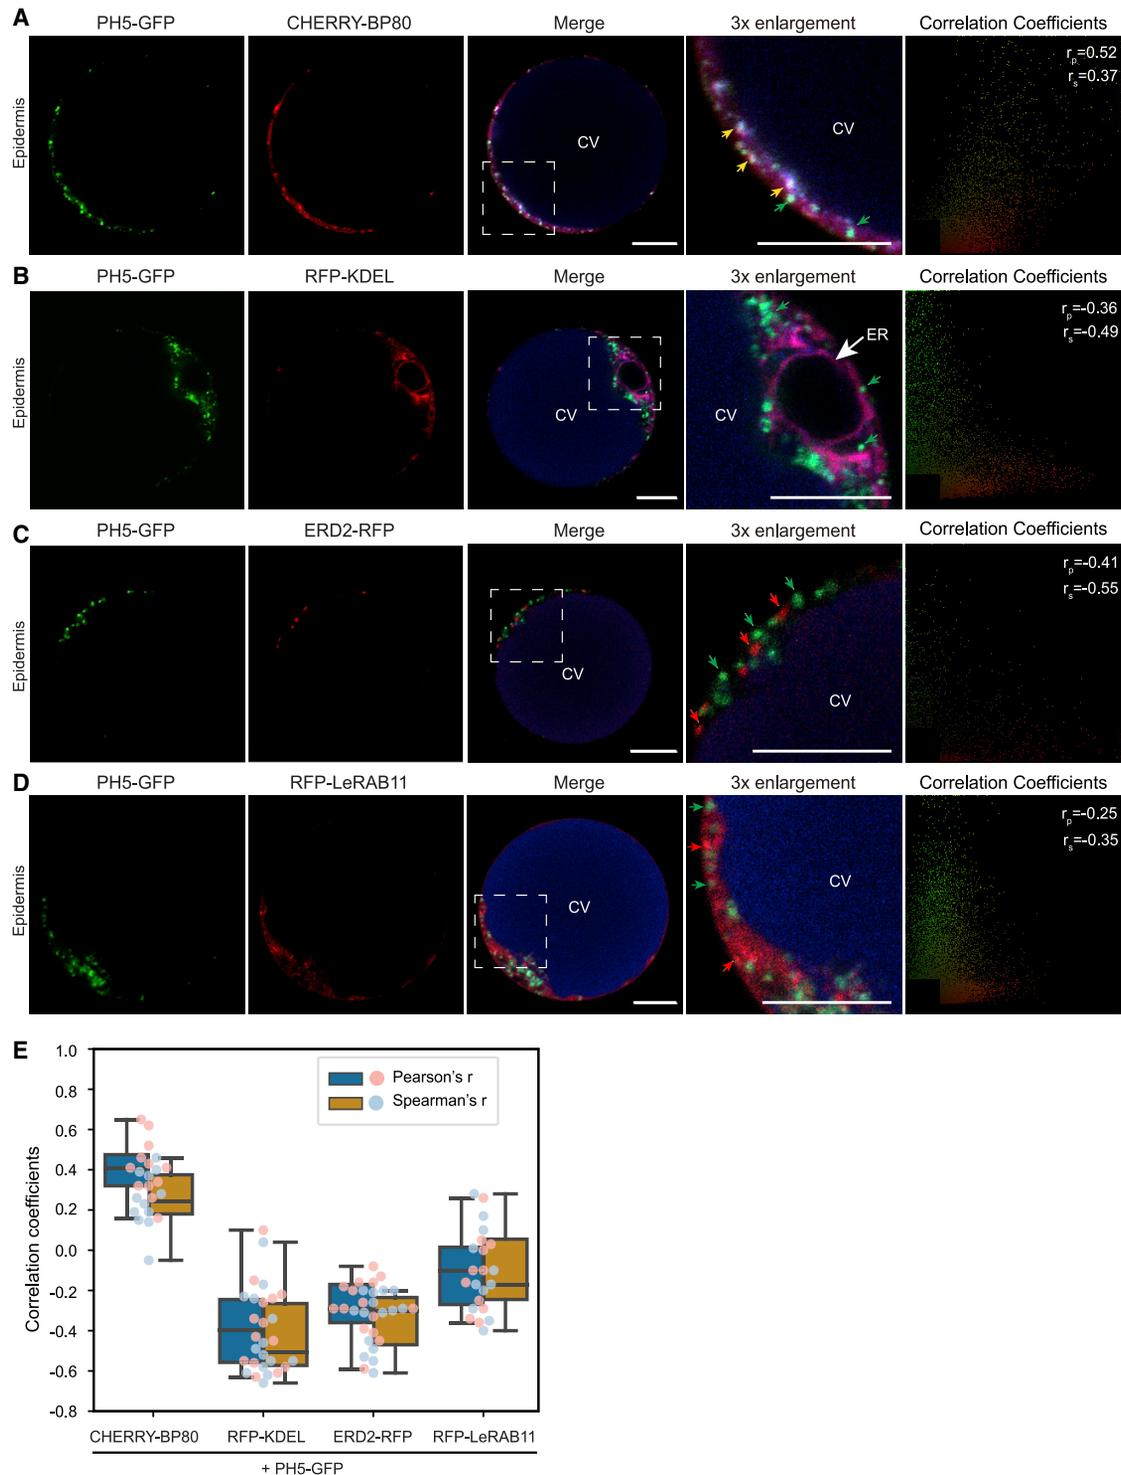 A
PH5-GFP CHERRY-BP80 Merge 3x enlargement Correlation Coefficients
Epidermis
CV
CV
rp=0.52
rs=0.37
B
PH5-GFP RFP-KDEL Merge 3x enlargement Correlation Coefficients
Epidermis
CV
CV
ER
rp=-0.36
rs=-0.49
C
PH5-GFP ERD2-RFP Merge 3x enlargement Correlation Coefficients
Epidermis
CV
CV
rp=-0.41
rs=-0.55
D
PH5-GFP RFP-LeRAB11 Merge 3x enlargement Correlation Coefficients
Epidermis
CV
CV
rp=-0.25
rs=-0.35
E
Correlation coefficients
1.0
0.8
0.6
0.4
0.2
0.0
-0.2
-0.4
-0.6
-0.8
Pearson's r
Spearman's r
CHERRY-BP80 RFP-KDEL ERD2-RFP RFP-LeRAB11
+ PH5-GFP